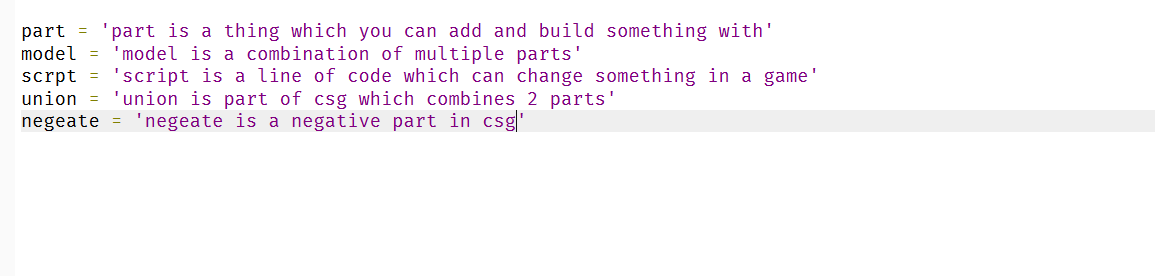 part = 'part is a thing which you can add and build something with'
model = 'model is a combination of multiple parts'
scrpt = 'script is a line of code which can change something in a game'
union = 'union is part of csg which combines 2 parts'
negeate = 'negeate is a negative part in csg'